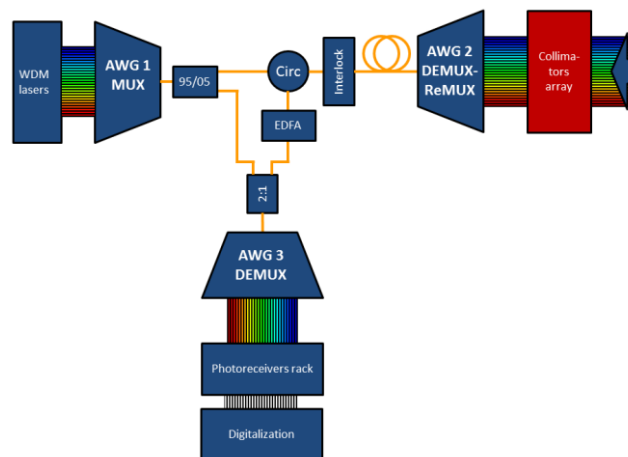 WDM
lasers
AWG 1
MUX
95/05
Circ
Interlock
AWG 2
DEMUX-
ReMUX
Collima-
tors
array
EDFA
2:1
AWG 3
DEMUX
Photoreceivers rack
Digitalization